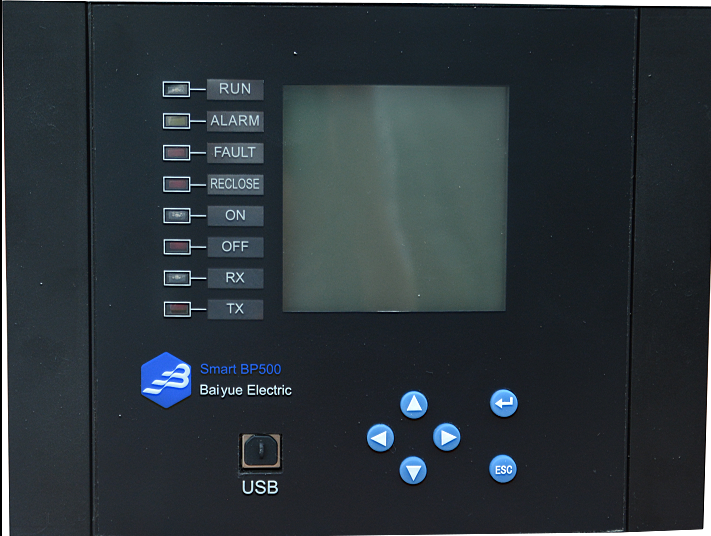 RUN
ALARM
FAULT
RECLOSE
ON
OFF
RX
TX
Smart BP500
Baiyue Electric
USB
ESC